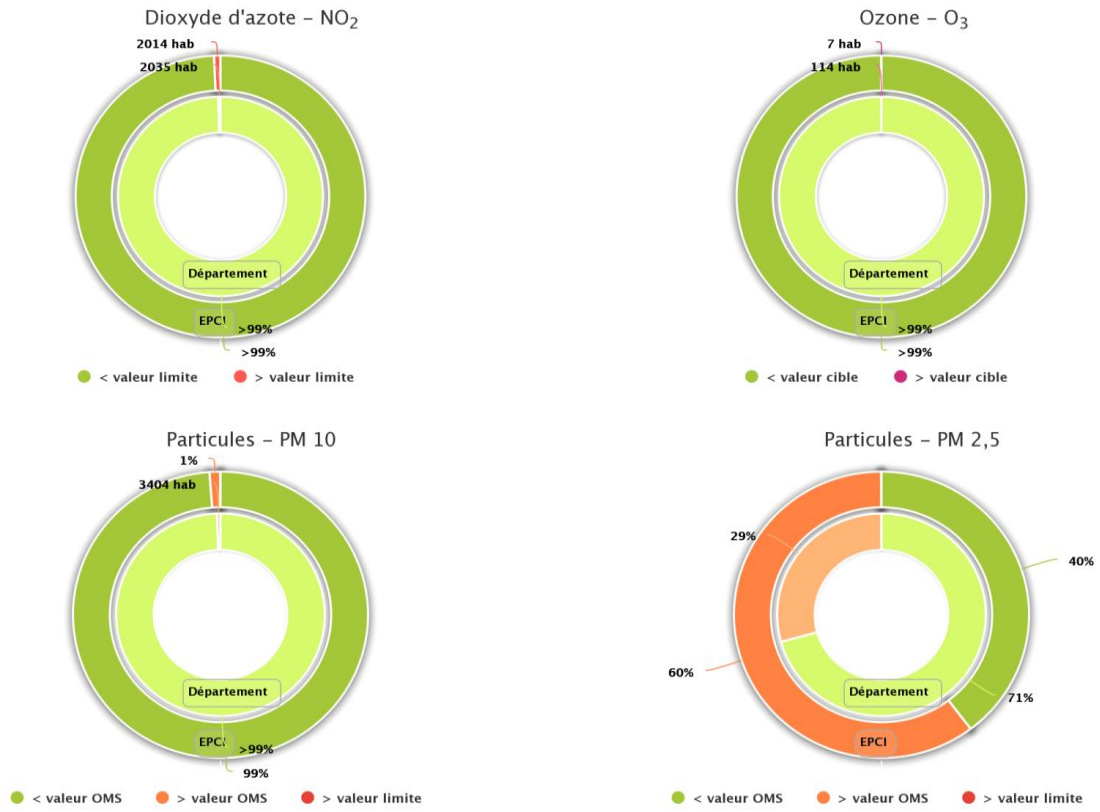 Dioxyde d'azote – NO2
2014 hab
2035 hab
Département
EPCI
>99%
>99%
< valeur limite > valeur limite
Ozone – O3
7 hab
114 hab
Département
EPCI
>99%
>99%
< valeur cible > valeur cible
Particules – PM 10
1%
3404 hab
Département
EPCI
>99%
99%
< valeur OMS > valeur OMS > valeur limite
Particules – PM 2,5
29%
40%
60%
Département
71%
EPCI
< valeur OMS > valeur OMS > valeur limite